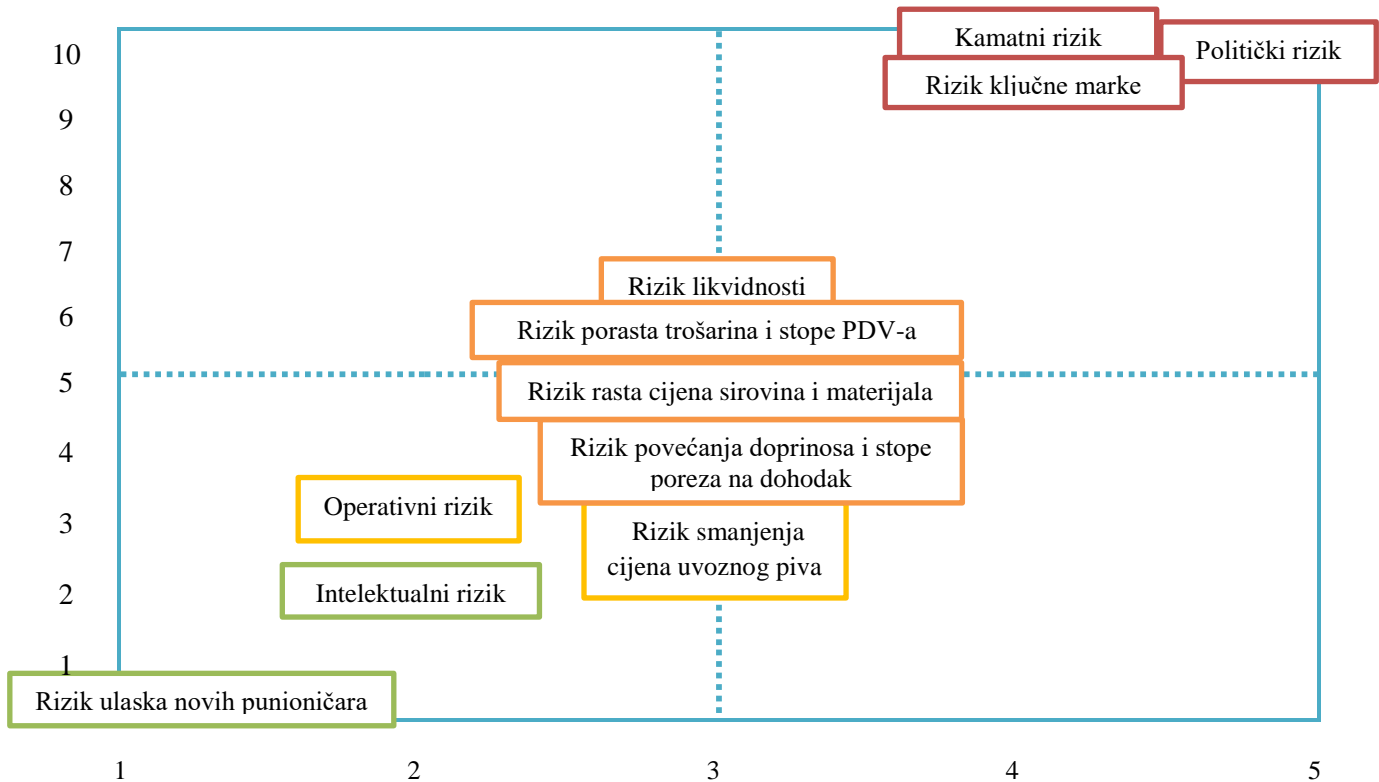 10
Kamatni rizik
Politički rizik
Rizik ključne marke
9
8
7
Rizik likvidnosti
6
Rizik porasta trošarina i stope PDV-a
5
Rizik rasta cijena sirovina i materijala
4
Rizik povećanja doprinosa i stope
poreza na dohodak
Operativni rizik
3
Rizik smanjenja
cijena uvoznog piva
2
Intelektualni rizik
1
Rizik ulaska novih punioničara
1
2
3
4
5